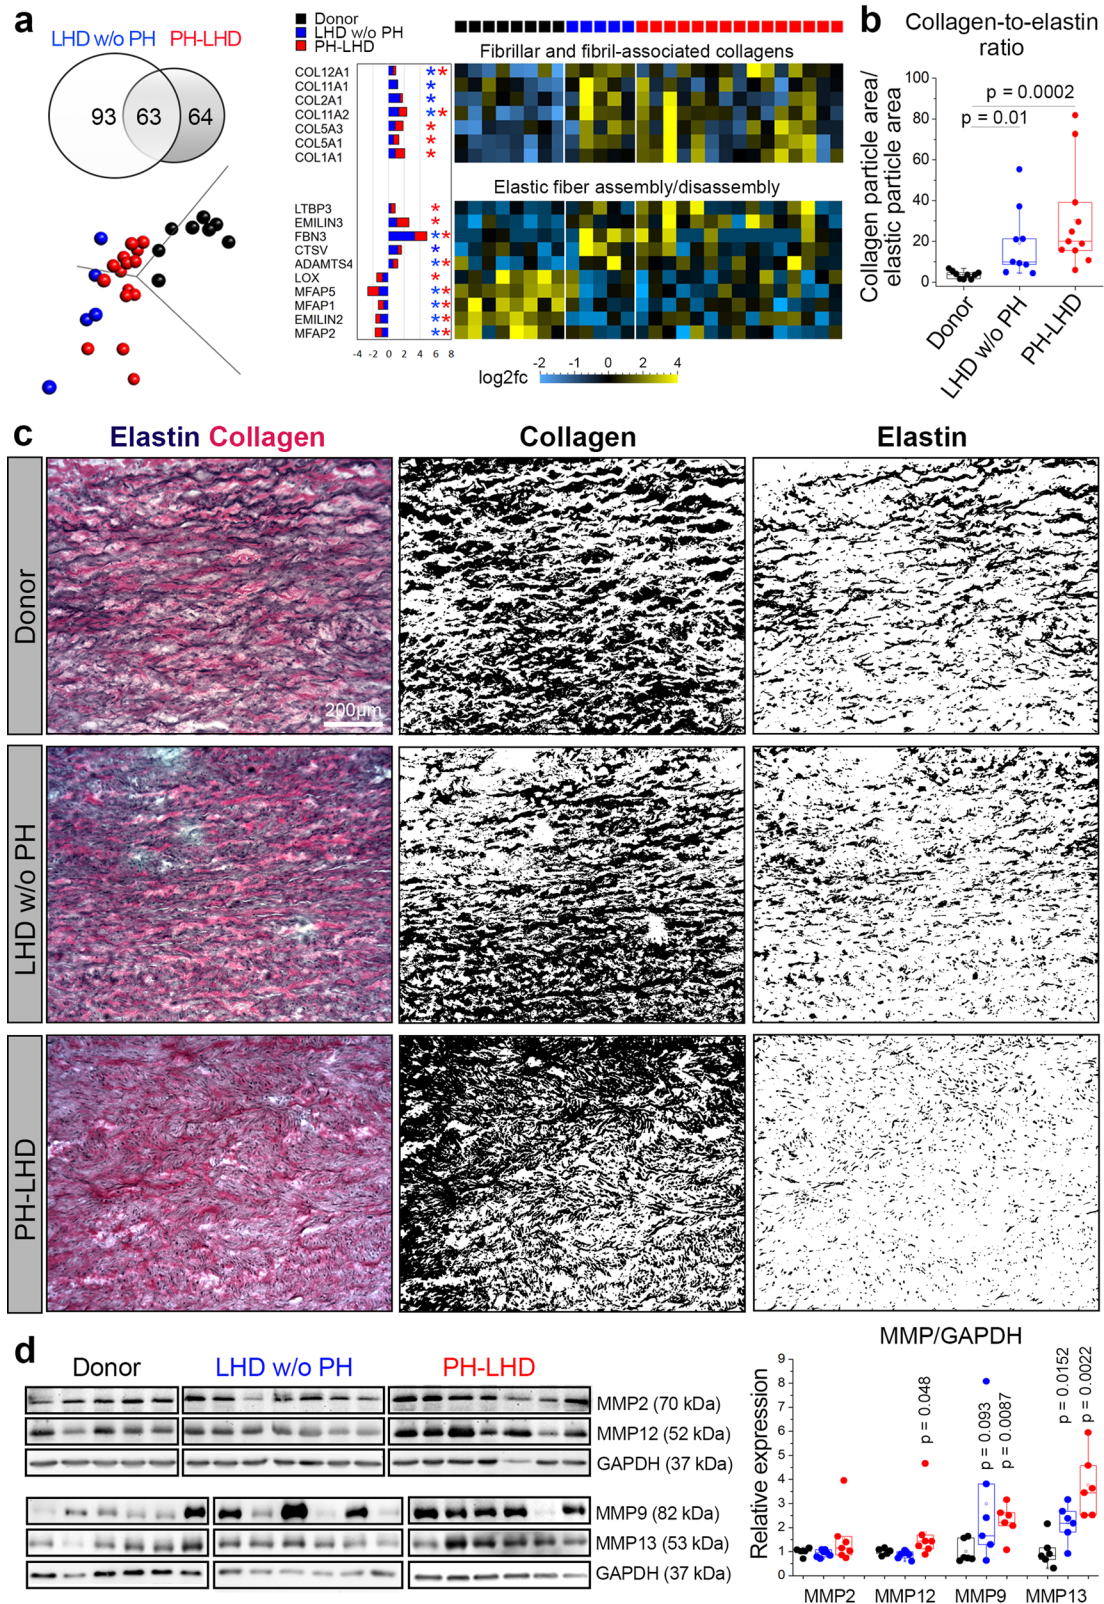 a
LHD w/o PH PH-LHD
93 63 64
Donor
LHD w/o PH
PH-LHD
Fibrillar and fibril-associated collagens
COL12A1 **
COL11A1 *
COL2A1 *
COL11A2 **
COL5A3 *
COL5A1 *
COL1A1 *
Elastic fiber assembly/disassembly
LTBP3 *
EMILIN3 *
FBN3 **
CTSV *
ADAMTS4 **
LOX *
MFAP5 **
MFAP1 **
EMILIN2 **
MFAP2 **
-4 -2 0 2 4 6 8
log2fc
-2 0 4
b
Collagen-to-elastin
ratio
Collagen particle area/
elastic particle area
100
80
60
40
20
0
p = 0.0002
p = 0.01
Donor
LHD w/o PH
PH-LHD
c
Elastin Collagen
Collagen
Elastin
Donor
200µm
LHD w/o PH
PH-LHD
d
Donor LHD w/o PH PH-LHD
MMP2 (70 kDa)
MMP12 (52 kDa)
GAPDH (37 kDa)
MMP9 (82 kDa)
MMP13 (53 kDa)
GAPDH (37 kDa)
MMP/GAPDH
Relative expression
9
8
7
6
5
4
3
2
1
0
p = 0.048
p = 0.093
p = 0.0087
p = 0.0152
p = 0.0022
MMP2 MMP12 MMP9 MMP13